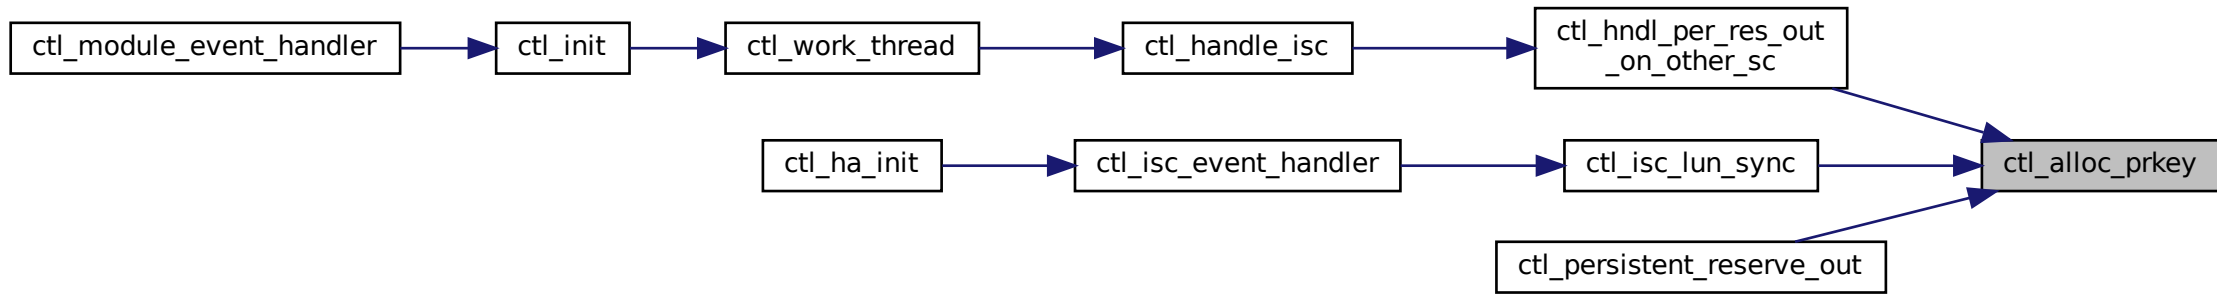 ctl_module_event_handler
ctl_init
ctl_work_thread
ctl_handle_isc
ctl_hndl_per_res_out
_on_other_sc
ctl_ha_init
ctl_isc_event_handler
ctl_isc_lun_sync
ctl_alloc_prkey
ctl_persistent_reserve_out